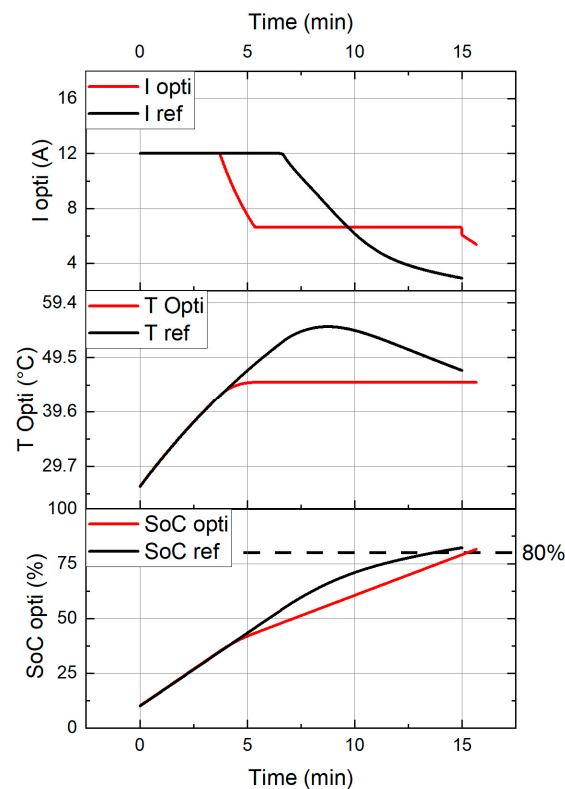 Time (min)
0 5 10 15
I opti
I ref
16
12
8
4
I opti (A)
T Opti
T ref
59.4
49.5
39.6
29.7
T Opti (°C)
SoC opti
SoC ref
100
75
50
25
0
SoC opti (%)
80%
0 5 10 15
Time (min)